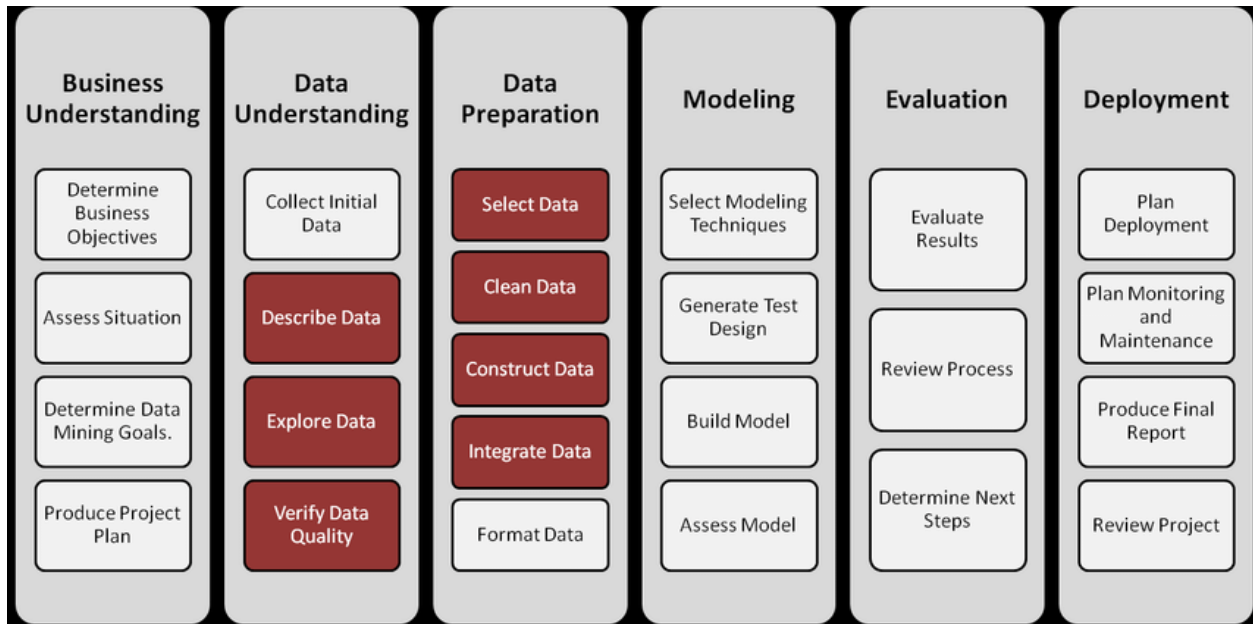 Business
Understanding
Determine
Business
Objectives
Assess Situation
Determine Data
Mining Goals.
Produce Project
Plan
Data
Understanding
Collect Initial
Data
Describe Data
Explore Data
Verify Data
Quality
Data
Preparation
Select Data
Clean Data
Construct Data
Integrate Data
Format Data
Modeling
Select Modeling
Techniques
Generate Test
Design
Build Model
Assess Model
Evaluation
Evaluate
Results
Review Process
Determine Next
Steps
Deployment
Plan
Deployment
Plan Monitoring
and
Maintenance
Produce Final
Report
Review Project